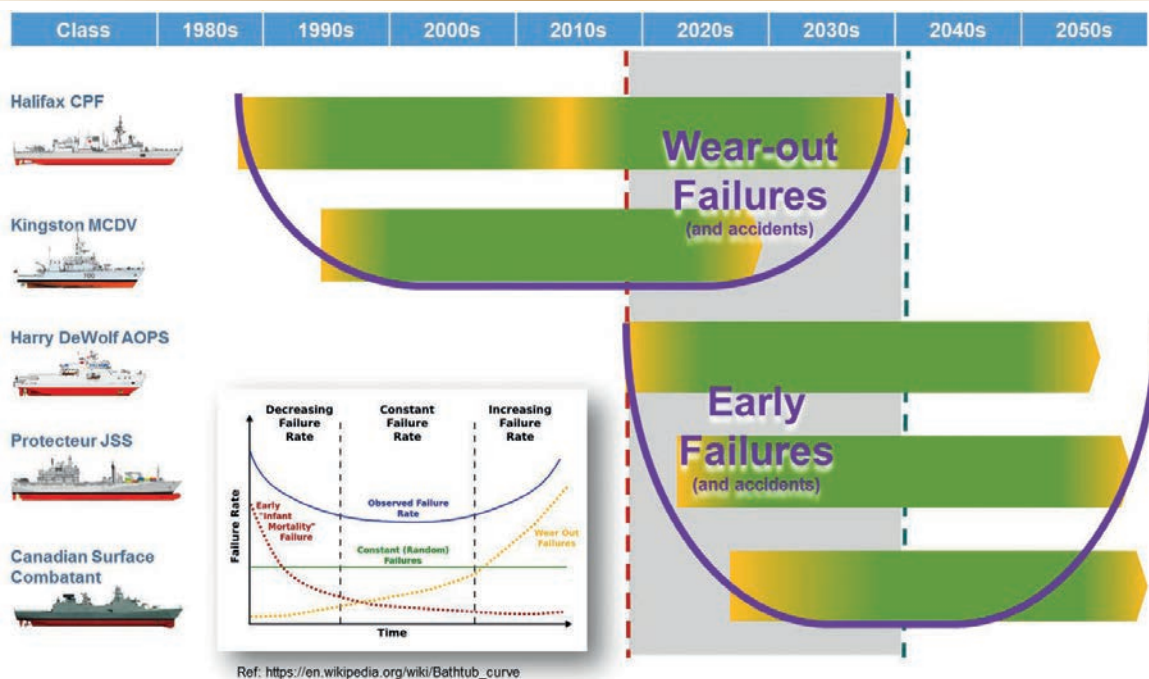 Class 1980s 1990s 2000s 2010s 2020s 2030s 2040s 2050s
Halifax CPF
Wear-out
Failures
(and accidents)
Kingston MCDV
700
Harry DeWolf AOPS
Early
Failures
(and accidents)
Protecteur JSS
Canadian Surface
Combatant
Decreasing
Failure
Rate
Constant
Failure
Rate
Increasing
Failure
Rate
Failure Rate
Early
"Infant
Mortality"
Failure
Observed Failure
Rate
Constant (Random)
Failures
Wear Out
Failures
Time
Ref: https://en.wikipedia.org/wiki/Bathtub_curve